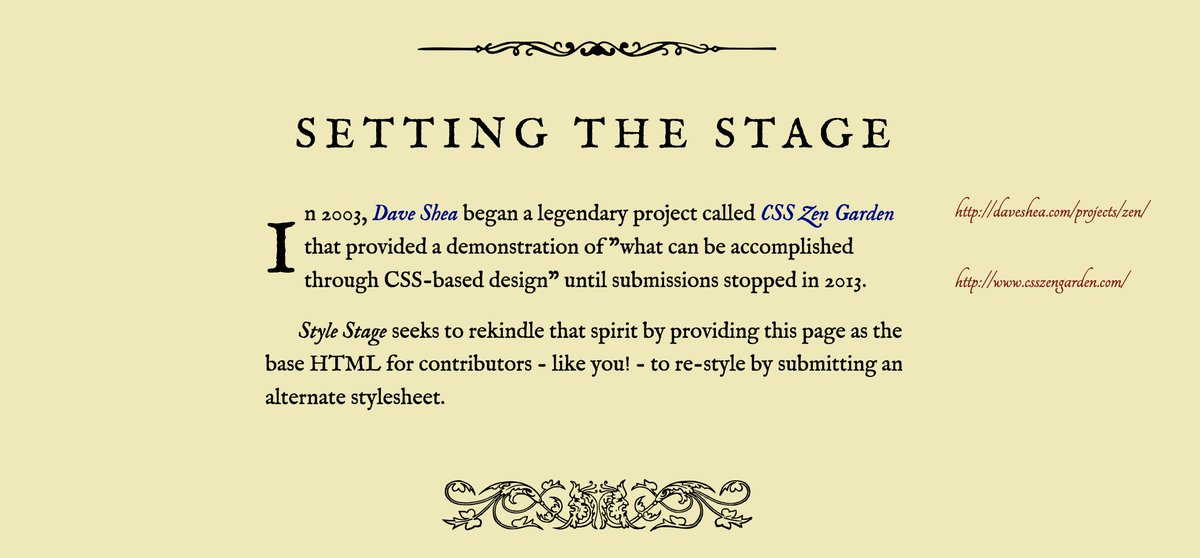 SETTING THE STAGE
In 2003, Dave Shea began a legendary project called CSS Zen Garden
that provided a demonstration of ”what can be accomplished
through CSS-based design” until submissions stopped in 2013.
http://daveshea.com/projects/zen/
http://www.csszengarden.com/
Style Stage seeks to rekindle that spirit by providing this page as the
base HTML for contributors - like you! - to re-style by submitting an
alternate stylesheet.